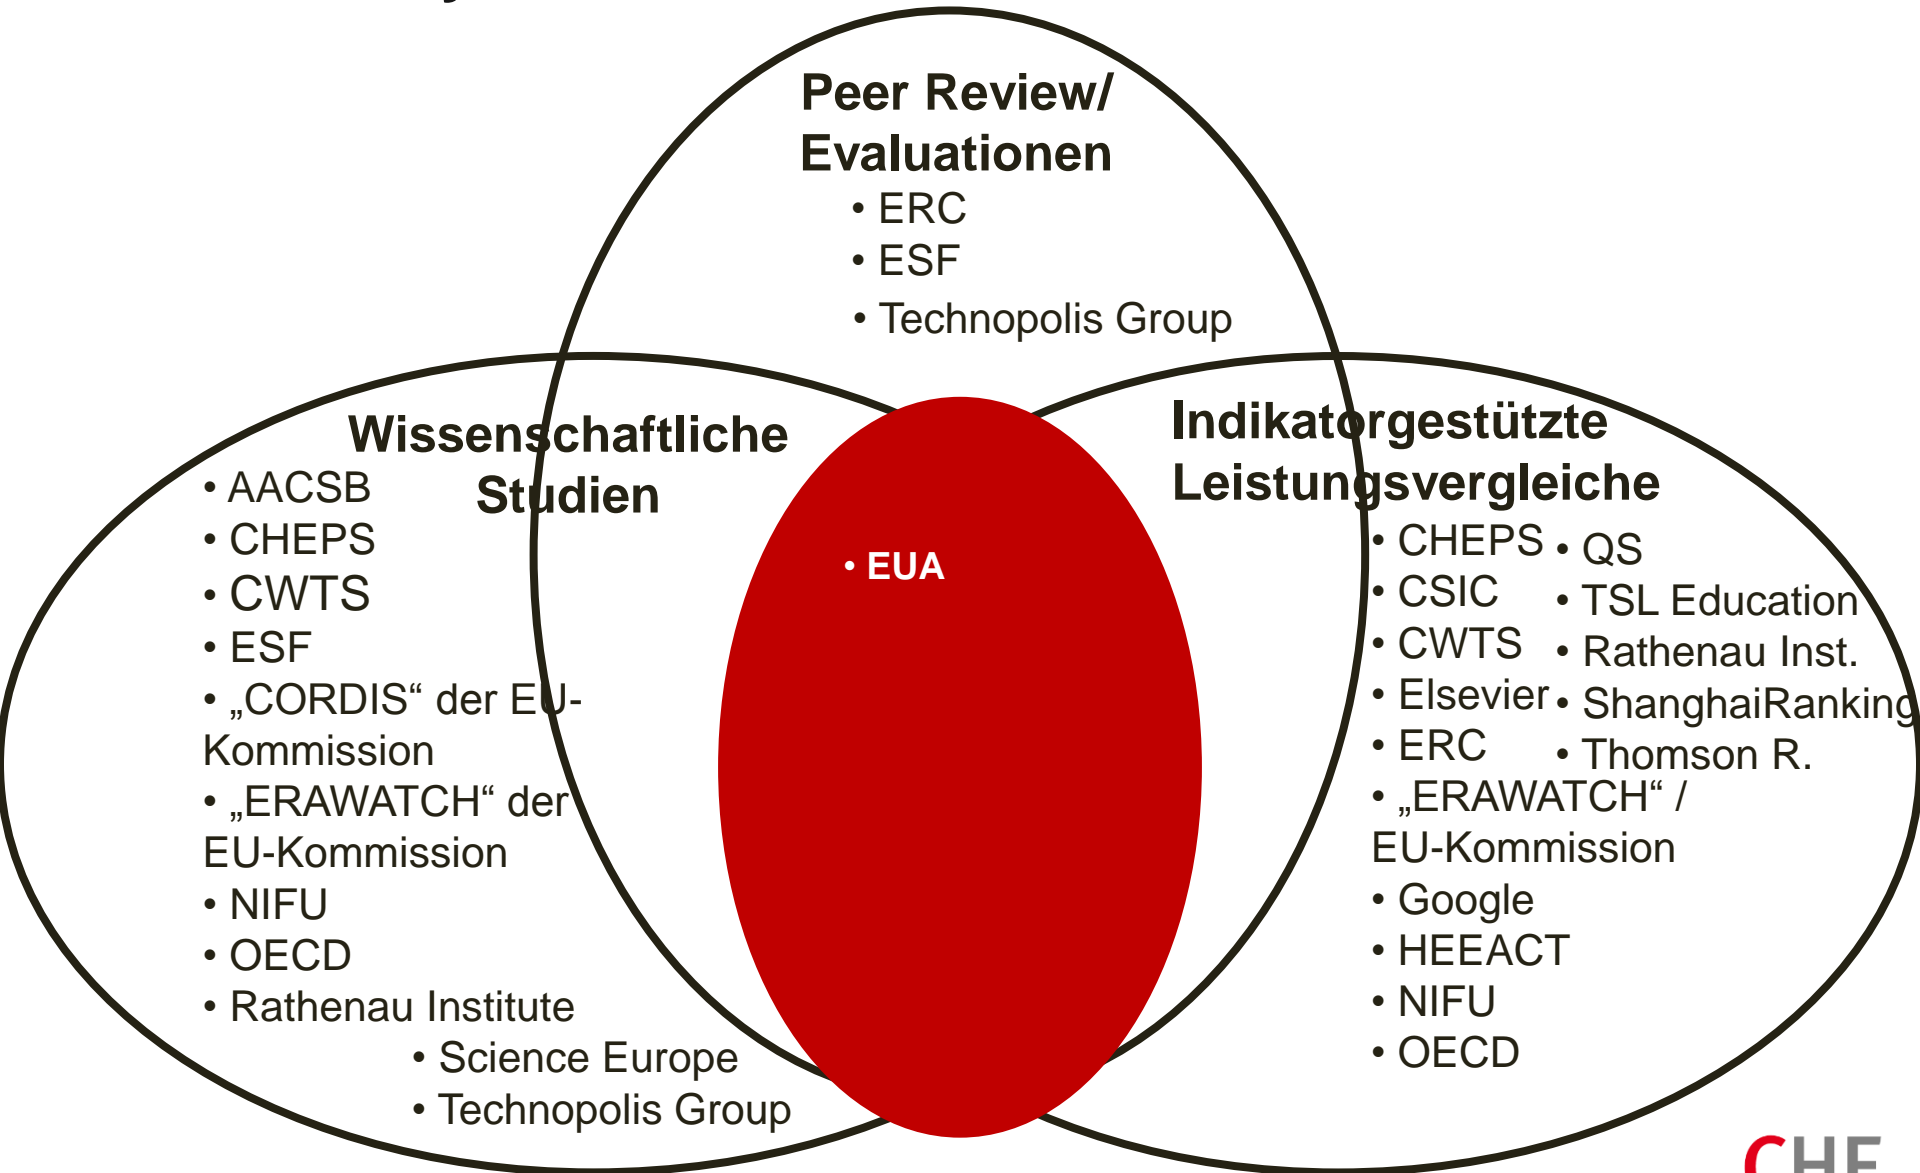 Peer Review/
Evaluationen
• ERC
• ESF
• Technopolis Group
Wissenschaftliche
Studien
• AACSB
• CHEPS
• CWTS
• ESF
• „CORDIS“ der EU-
Kommission
• „ERAWATCH“ der
EU-Kommission
• NIFU
• OECD
• Rathenau Institute
• Science Europe
• Technopolis Group
• EUA
Indikatorgestützte
Leistungsvergleiche
• CHEPS
• CSIC
• CWTS
• Elsevier
• ERC
• „ERAWATCH“ /
EU-Kommission
• Google
• HEEACT
• NIFU
• OECD
• QS
• TSL Education
• Rathenau Inst.
• ShanghaiRanking
• Thomson R.